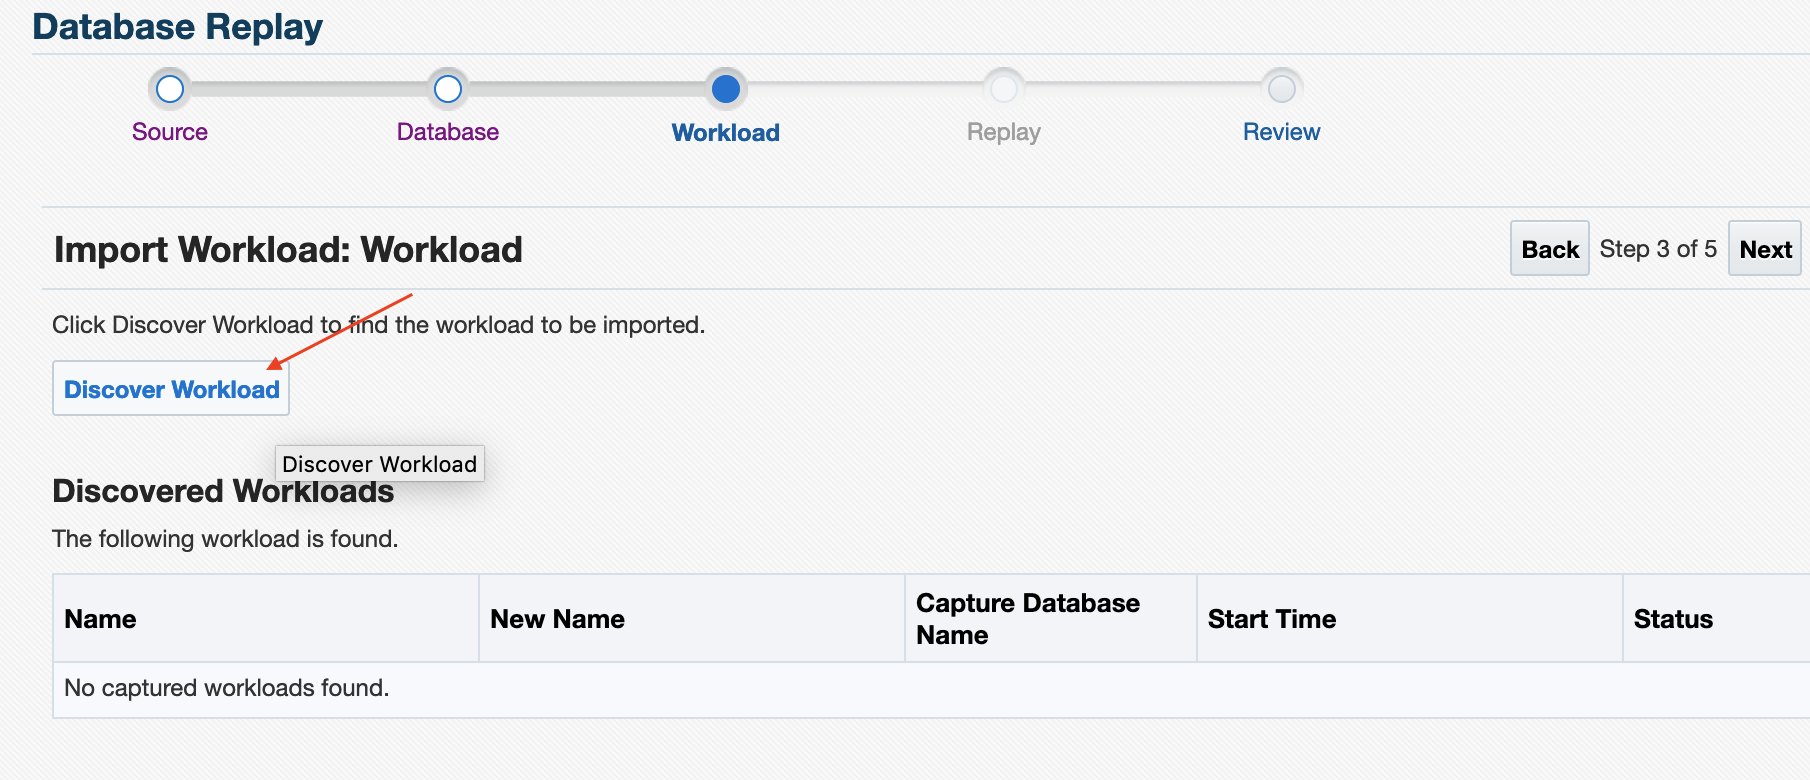 Database Replay
Source
Database
Workload
Replay
Review
Import Workload: Workload
Back Step 3 of 5 Next
Click Discover Workload to find the workload to be imported.
Discover Workload
Discover Workload
Discovered Workloads
The following workload is found.
Name
New Name
Capture Database
Name
Start Time
Status
No captured workloads found.